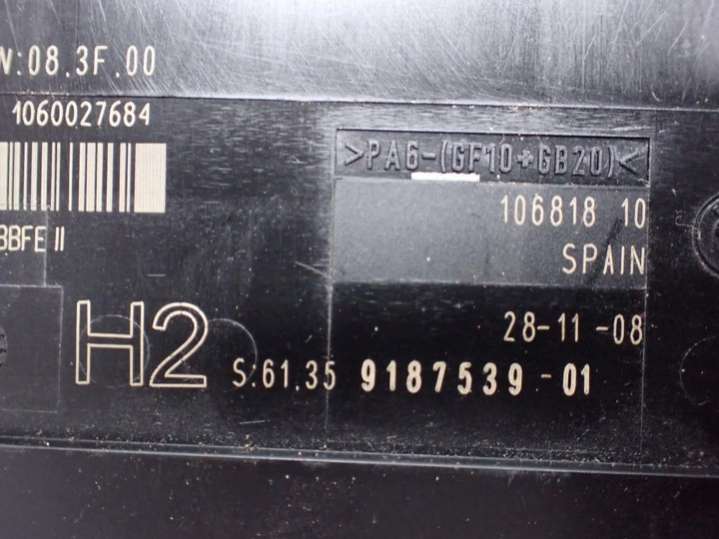 W:08.3F.00
1060027684
>PA6-(GF10+GB20)<
106818 10
BBFE II
SPAIN
28-11-08
H2 S:61.35 9187539-01